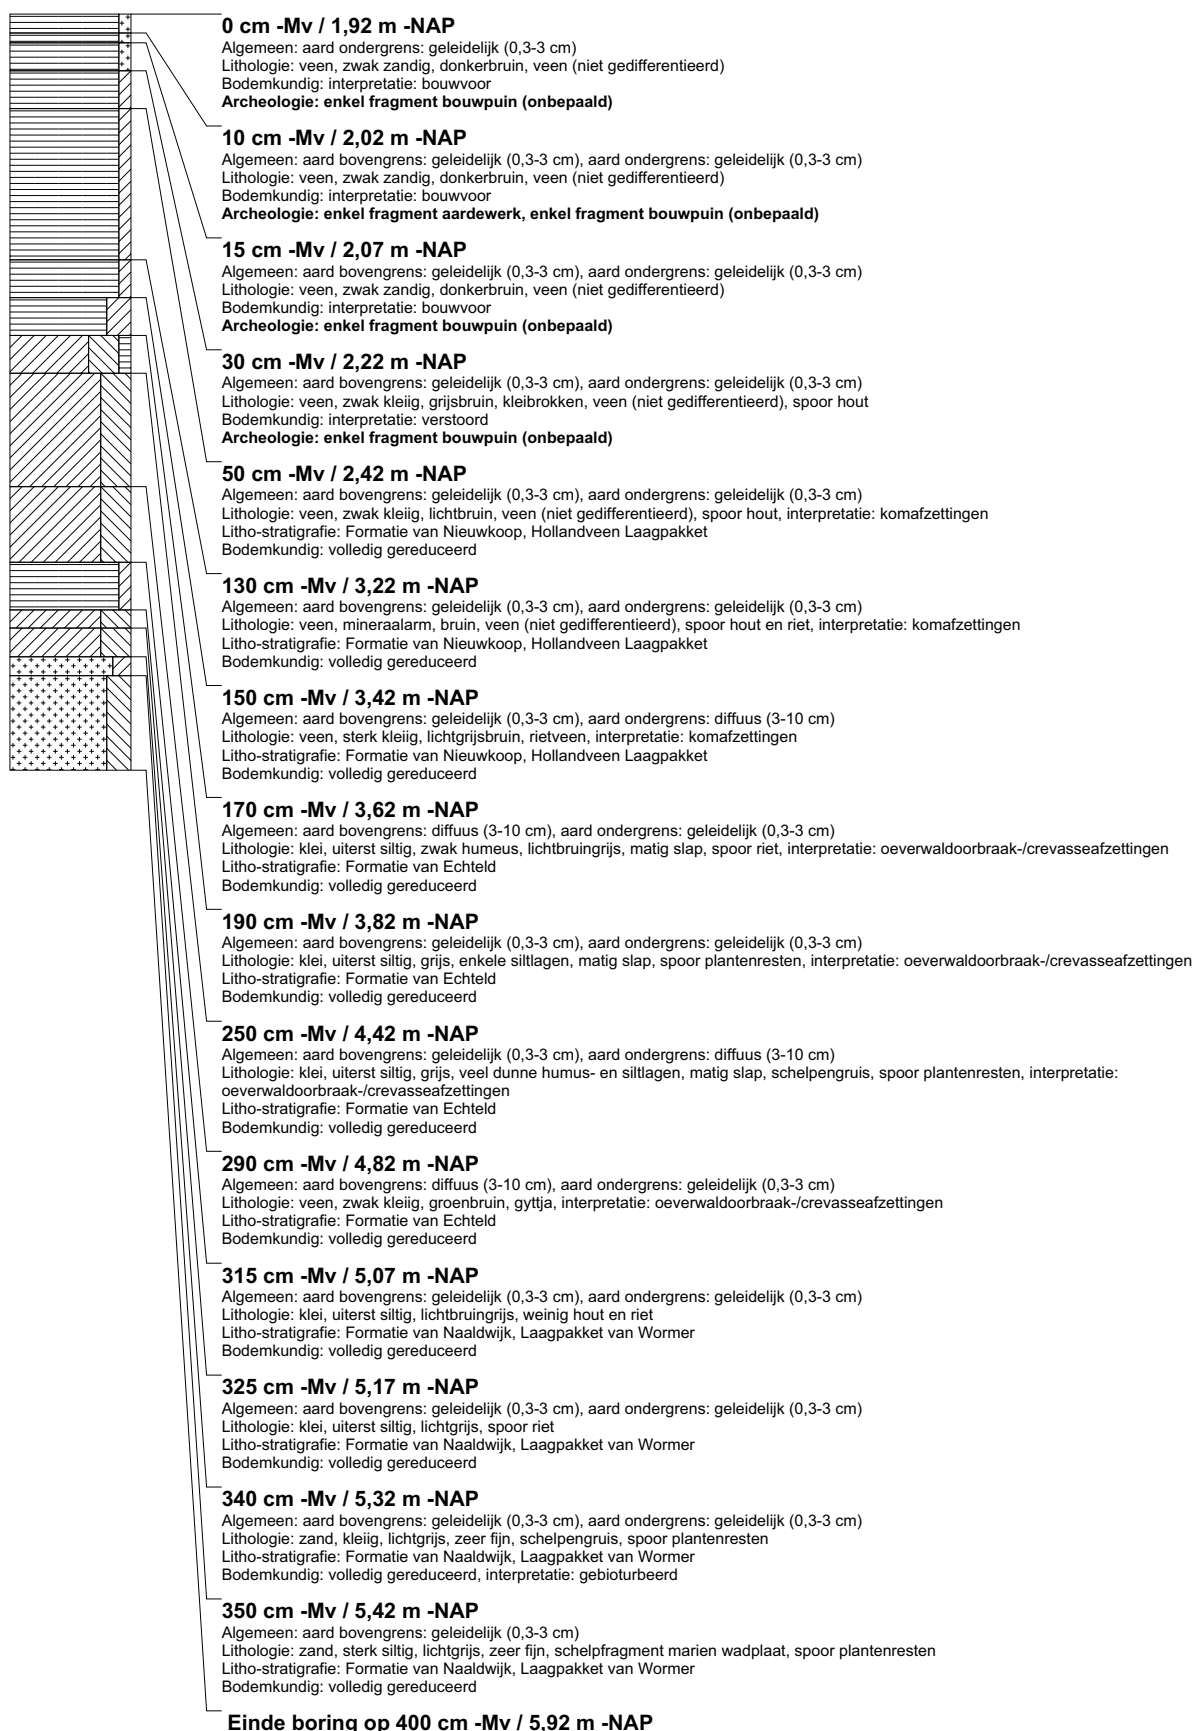 0 cm -Mv / 1,92 m -NAP
Algemeen: aard ondergrens: geleidelijk (0,3-3 cm)
Lithologie: veen, zwak zandig, donkerbruin, veen (niet gedifferentieerd)
Bodemkundig: interpretatie: bouwvoor
Archeologie: enkel fragment bouwpuin (onbepaald)
10 cm -Mv / 2,02 m -NAP
Algemeen: aard bovengrens: geleidelijk (0,3-3 cm), aard ondergrens: geleidelijk (0,3-3 cm)
Lithologie: veen, zwak zandig, donkerbruin, veen (niet gedifferentieerd)
Bodemkundig: interpretatie: bouwvoor
Archeologie: enkel fragment aardewerk, enkel fragment bouwpuin (onbepaald)
15 cm -Mv / 2,07 m -NAP
Algemeen: aard bovengrens: geleidelijk (0,3-3 cm), aard ondergrens: geleidelijk (0,3-3 cm)
Lithologie: veen, zwak zandig, donkerbruin, veen (niet gedifferentieerd)
Bodemkundig: interpretatie: bouwvoor
Archeologie: enkel fragment bouwpuin (onbepaald)
30 cm -Mv / 2,22 m -NAP
Algemeen: aard bovengrens: geleidelijk (0,3-3 cm), aard ondergrens: geleidelijk (0,3-3 cm)
Lithologie: veen, zwak kleiig, grijsbruin, kleibrokken, veen (niet gedifferentieerd), spoor hout
Bodemkundig: interpretatie: verstoord
Archeologie: enkel fragment bouwpuin (onbepaald)
50 cm -Mv / 2,42 m -NAP
Algemeen: aard bovengrens: geleidelijk (0,3-3 cm), aard ondergrens: geleidelijk (0,3-3 cm)
Lithologie: veen, zwak kleiig, lichtbruin, veen (niet gedifferentieerd), spoor hout, interpretatie: komafzettingen
Litho-stratigrafie: Formatie van Nieuwkoop, Hollandveen Laagpakket
Bodemkundig: volledig gereduceerd
130 cm -Mv / 3,22 m -NAP
Algemeen: aard bovengrens: geleidelijk (0,3-3 cm), aard ondergrens: geleidelijk (0,3-3 cm)
Lithologie: veen, mineraalarm, bruin, veen (niet gedifferentieerd), spoor hout en riet, interpretatie: komafzettingen
Litho-stratigrafie: Formatie van Nieuwkoop, Hollandveen Laagpakket
Bodemkundig: volledig gereduceerd
150 cm -Mv / 3,42 m -NAP
Algemeen: aard bovengrens: geleidelijk (0,3-3 cm), aard ondergrens: diffuus (3-10 cm)
Lithologie: veen, sterk kleiig, lichtgrijsbruin, rietveen, interpretatie: komafzettingen
Litho-stratigrafie: Formatie van Nieuwkoop, Hollandveen Laagpakket
Bodemkundig: volledig gereduceerd
170 cm -Mv / 3,62 m -NAP
Algemeen: aard bovengrens: diffuus (3-10 cm), aard ondergrens: geleidelijk (0,3-3 cm)
Lithologie: klei, uiterst siltig, zwak humeus, lichtbruingrijs, matig slap, spoor riet, interpretatie: oeverwaldoorbraak-/crevasseafzettingen
Litho-stratigrafie: Formatie van Echteld
Bodemkundig: volledig gereduceerd
190 cm -Mv / 3,82 m -NAP
Algemeen: aard bovengrens: geleidelijk (0,3-3 cm), aard ondergrens: geleidelijk (0,3-3 cm)
Lithologie: klei, uiterst siltig, grijs, enkele siltlagen, matig slap, spoor plantenresten, interpretatie: oeverwaldoorbraak-/crevasseafzettingen
Litho-stratigrafie: Formatie van Echteld
Bodemkundig: volledig gereduceerd
250 cm -Mv / 4,42 m -NAP
Algemeen: aard bovengrens: geleidelijk (0,3-3 cm), aard ondergrens: diffuus (3-10 cm)
Lithologie: klei, uiterst siltig, grijs, veel dunne humus- en siltlagen, matig slap, schelpengruis, spoor plantenresten, interpretatie:
oeverwaldoorbraak-/crevasseafzettingen
Litho-stratigrafie: Formatie van Echteld
Bodemkundig: volledig gereduceerd
290 cm -Mv / 4,82 m -NAP
Algemeen: aard bovengrens: diffuus (3-10 cm), aard ondergrens: geleidelijk (0,3-3 cm)
Lithologie: veen, zwak kleiig, groenbruin, gyttja, interpretatie: oeverwaldoorbraak-/crevasseafzettingen
Litho-stratigrafie: Formatie van Echteld
Bodemkundig: volledig gereduceerd
315 cm -Mv / 5,07 m -NAP
Algemeen: aard bovengrens: geleidelijk (0,3-3 cm), aard ondergrens: geleidelijk (0,3-3 cm)
Lithologie: klei, uiterst siltig, lichtbruingrijs, weinig hout en riet
Litho-stratigrafie: Formatie van Naaldwijk, Laagpakket van Wormer
Bodemkundig: volledig gereduceerd
325 cm -Mv / 5,17 m -NAP
Algemeen: aard bovengrens: geleidelijk (0,3-3 cm), aard ondergrens: geleidelijk (0,3-3 cm)
Lithologie: klei, uiterst siltig, lichtgrijs, spoor riet
Litho-stratigrafie: Formatie van Naaldwijk, Laagpakket van Wormer
Bodemkundig: volledig gereduceerd
340 cm -Mv / 5,32 m -NAP
Algemeen: aard bovengrens: geleidelijk (0,3-3 cm), aard ondergrens: geleidelijk (0,3-3 cm)
Lithologie: zand, kleiig, lichtgrijs, zeer fijn, schelpengruis, spoor plantenresten
Litho-stratigrafie: Formatie van Naaldwijk, Laagpakket van Wormer
Bodemkundig: volledig gereduceerd, interpretatie: gebioturbeerd
350 cm -Mv / 5,42 m -NAP
Algemeen: aard bovengrens: geleidelijk (0,3-3 cm)
Lithologie: zand, sterk siltig, lichtgrijs, zeer fijn, schelpfragment marien wadplaat, spoor plantenresten
Litho-stratigrafie: Formatie van Naaldwijk, Laagpakket van Wormer
Bodemkundig: volledig gereduceerd
Einde boring op 400 cm -Mv / 5,92 m -NAP